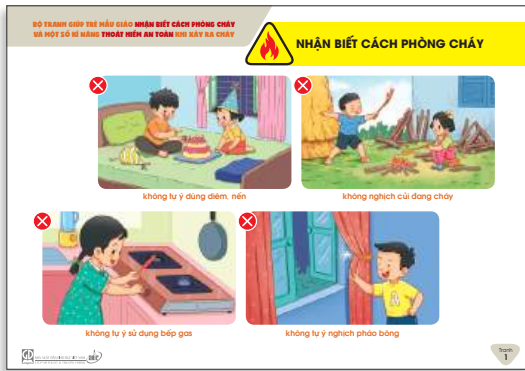 BỘ TRANH GIÚP TRẺ MẪU GIÁO NHẬN BIẾT CÁCH PHÒNG CHÁY
VÀ MỘT SỐ KĨ NĂNG THOÁT HIỂM AN TOÀN KHI XẢY RA CHÁY
NHẬN BIẾT CÁCH PHÒNG CHÁY
không tự ý dùng diêm, nến
không nghịch củi đang cháy
không tự ý sử dụng bếp gas
không tự ý nghịch pháo bông
Tranh
1